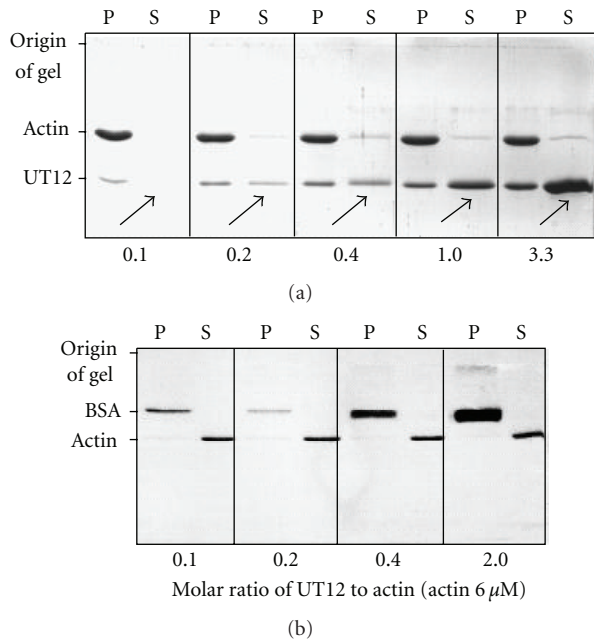 P S P S P S P S P S
Origin
of gel
Actin
UT12
0.1 0.2 0.4 1.0 3.3
(a)
P S P S P S P S
Origin
of gel
BSA
Actin
0.1 0.2 0.4 2.0
Molar ratio of UT12 to actin (actin 6 μM)
(b)